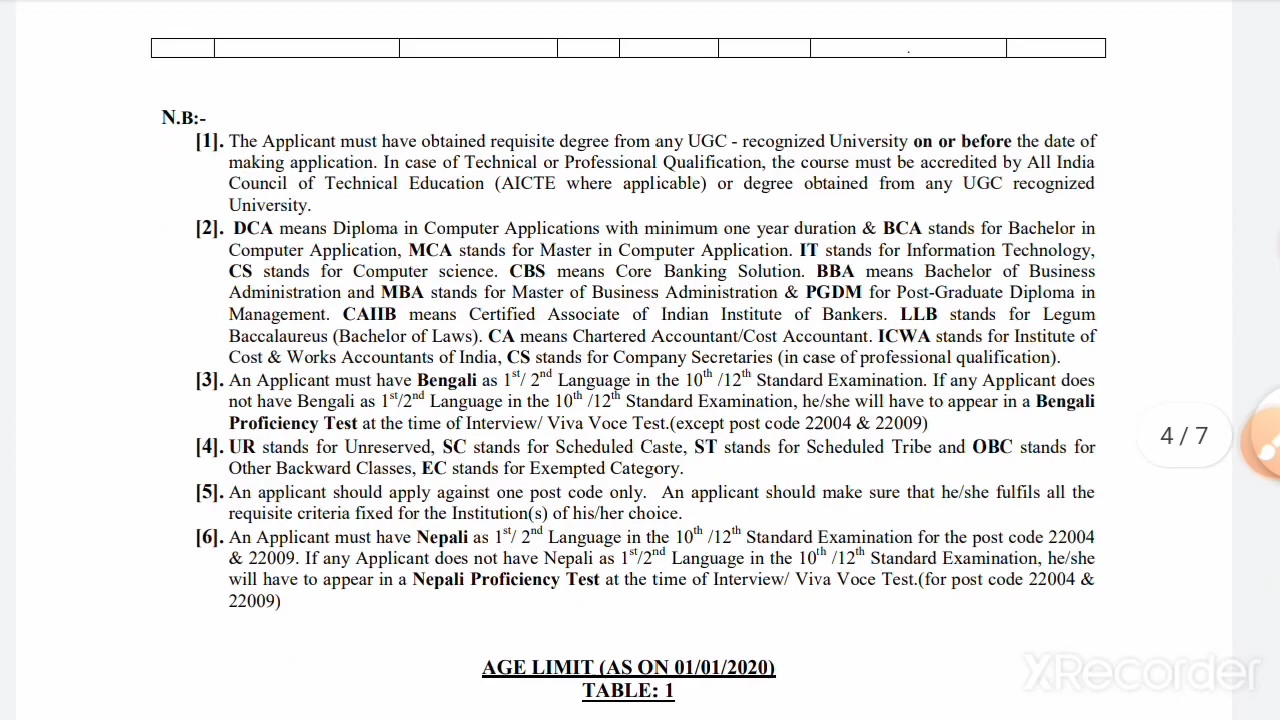 N.B:-
[1]. The Applicant must have obtained requisite degree from any UGC - recognized University on or before the date of
making application. In case of Technical or Professional Qualification, the course must be accredited by All India
Council of Technical Education (AICTE where applicable) or degree obtained from any UGC recognized
University.
[2]. DCA means Diploma in Computer Applications with minimum one year duration & BCA stands for Bachelor in
Computer Application, MCA stands for Master in Computer Application. IT stands for Information Technology,
CS stands for Computer science. CBS means Core Banking Solution. BBA means Bachelor of Business
Administration and MBA stands for Master of Business Administration & PGDM for Post-Graduate Diploma in
Management. CAIIB means Certified Associate of Indian Institute of Bankers. LLB stands for Legum
Baccalaureus (Bachelor of Laws). CA means Chartered Accountant/Cost Accountant. ICWA stands for Institute of
Cost & Works Accountants of India, CS stands for Company Secretaries (in case of professional qualification).
[3]. An Applicant must have Bengali as 1st/ 2nd Language in the 10th /12th Standard Examination. If any Applicant does
not have Bengali as 1st/2nd Language in the 10th /12th Standard Examination, he/she will have to appear in a Bengali
Proficiency Test at the time of Interview/ Viva Voce Test.(except post code 22004 & 22009)
4 / 7
[4]. UR stands for Unreserved, SC stands for Scheduled Caste, ST stands for Scheduled Tribe and OBC stands for
Other Backward Classes, EC stands for Exempted Category.
[5]. An applicant should apply against one post code only. An applicant should make sure that he/she fulfils all the
requisite criteria fixed for the Institution(s) of his/her choice.
[6]. An Applicant must have Nepali as 1st/ 2nd Language in the 10th /12th Standard Examination for the post code 22004
& 22009. If any Applicant does not have Nepali as 1st/2nd Language in the 10th /12th Standard Examination, he/she
will have to appear in a Nepali Proficiency Test at the time of Interview/ Viva Voce Test.(for post code 22004 &
22009)
AGE LIMIT (AS ON 01/01/2020)
TABLE: 1
XRecorder